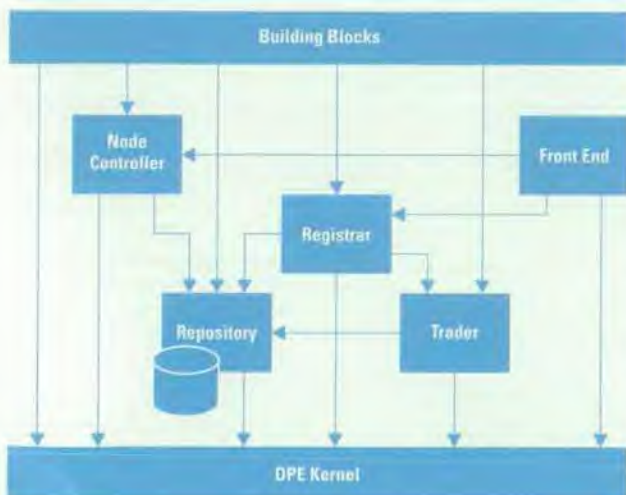 Building Blocks
Node
Controller
Front End
Registrar
Repository
Trader
DPE Kernel